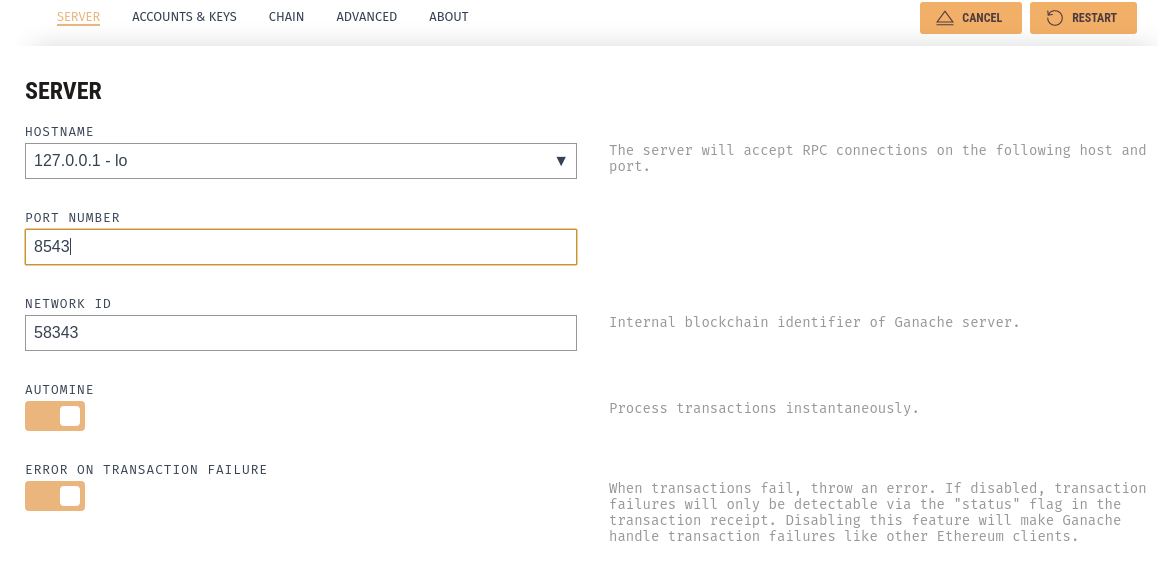 SERVER ACCOUNTS & KEYS CHAIN ADVANCED ABOUT CANCEL RESTART
SERVER
HOSTNAME
127.0.0.1 - lo
The server will accept RPC connections on the following host and
port.
PORT NUMBER
8543
NETWORK ID
58343
Internal blockchain identifier of Ganache server.
AUTOMINE
Process transactions instantaneously.
ERROR ON TRANSACTION FAILURE
When transactions fail, throw an error. If disabled, transaction
failures will only be detectable via the "status" flag in the
transaction receipt. Disabling this feature will make Ganache
handle transaction failures like other Ethereum clients.